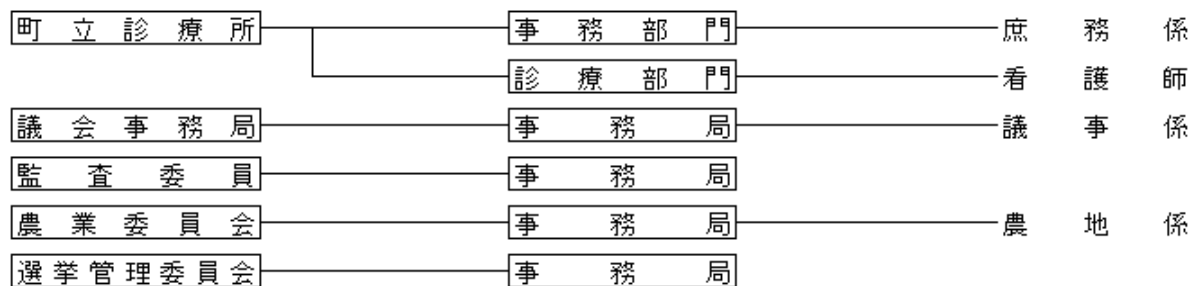 町立診療所 事務部門 庶務係
診療部門 看護師
議会事務局 事務局 議事係
監査委員 事務局
農業委員会 事務局 農地係
選挙管理委員会 事務局